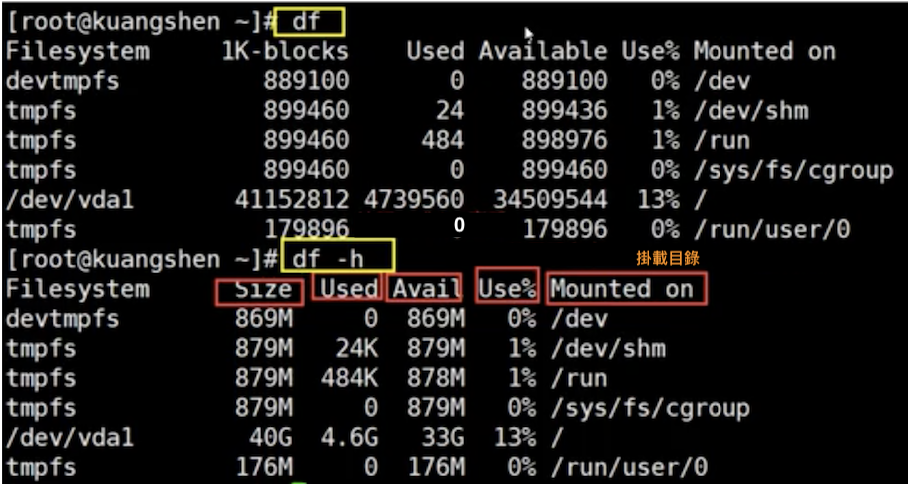 [root@kuangshen ~]# df
Filesystem 1K-blocks Used Available Use% Mounted on
devtmpfs 889100 0 889100 0% /dev
tmpfs 899460 24 899436 1% /dev/shm
tmpfs 899460 484 898976 1% /run
tmpfs 899460 0 899460 0% /sys/fs/cgroup
/dev/vda1 41152812 4739560 34509544 13% /
tmpfs 179896 0 179896 0% /run/user/0
[root@kuangshen ~]# df -h
掛載目錄
Filesystem Size Used Avail Use% Mounted on
devtmpfs 869M 0 869M 0% /dev
tmpfs 879M 24K 879M 1% /dev/shm
tmpfs 879M 484K 878M 1% /run
tmpfs 879M 0 879M 0% /sys/fs/cgroup
/dev/vda1 40G 4.6G 33G 13% /
tmpfs 176M 0 176M 0% /run/user/0